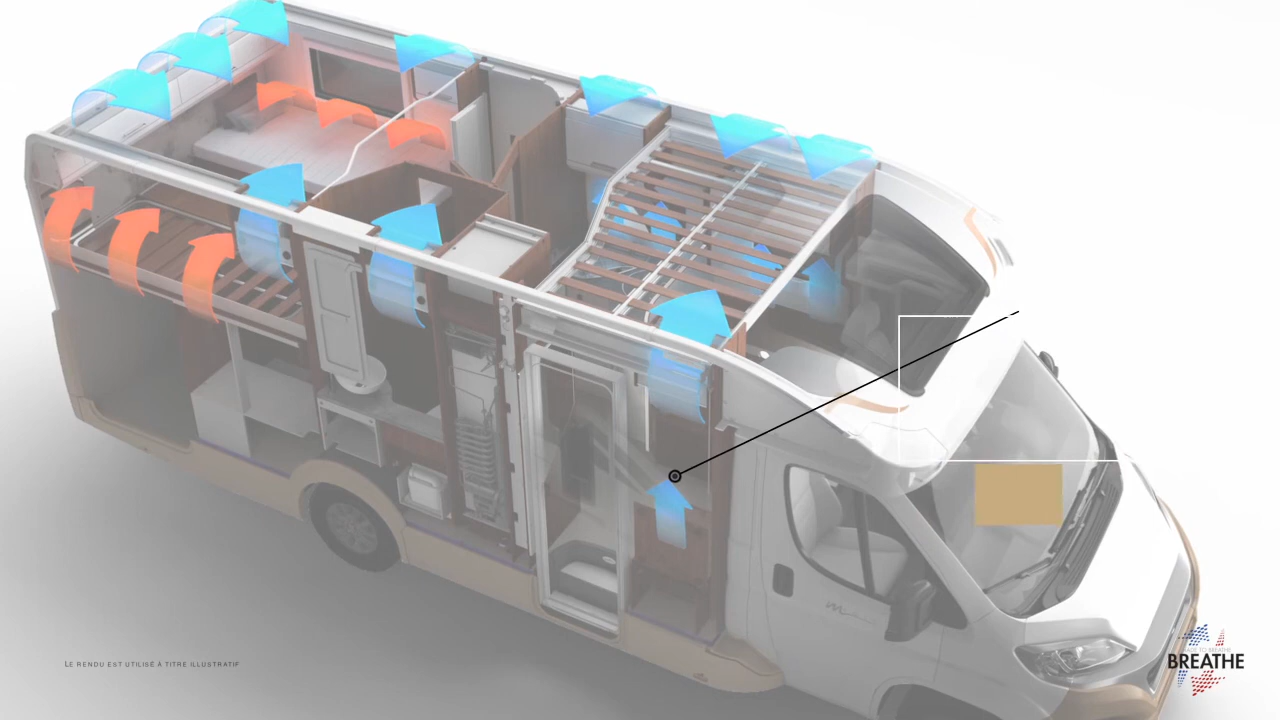 LE RENDU EST UTILISÉ À TITRE ILLUSTRATIF
BREATHE